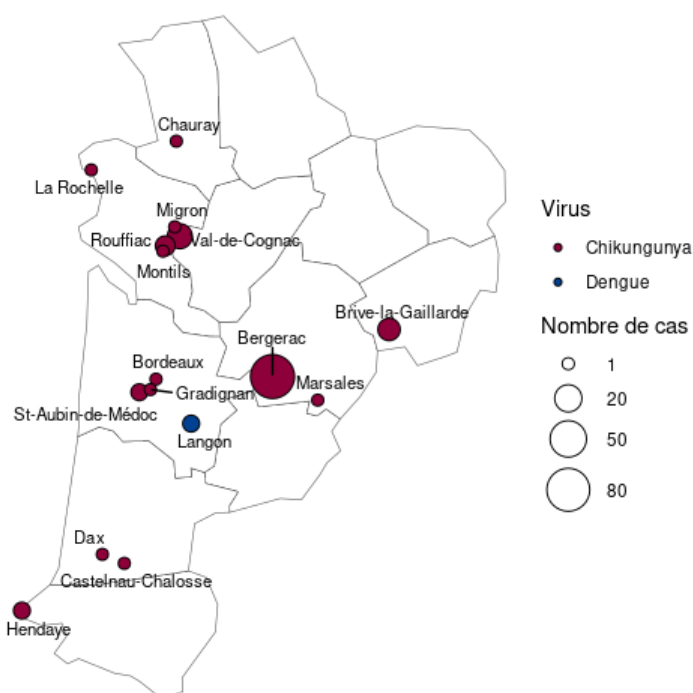 Chauray
La Rochelle
Migron
Rouffiac
Val-de-Cognac
Montils
Brive-la-Gaillarde
Bergerac
Bordeaux
Marsales
Gradignan
St-Aubin-de-Médoc
Langon
Dax
Castelnau-Chalosse
Hendaye
Virus
Chikungunya
Dengue
Nombre de cas
1
20
50
80